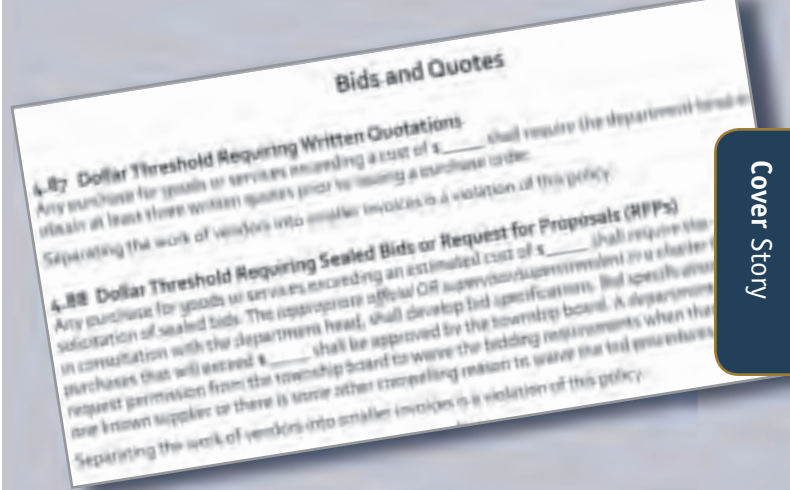 Bids and Quotes
4.87 Dollar Threshold Requiring Written Quotations
Any purchase for goods or services exceeding a cost of $_____ shall require the department head
obtain at least three written quotes prior to issuing a purchase order.
Separating the work of vendors into smaller invoices is a violation of this policy.
4.88 Dollar Threshold Requiring Sealed Bids or Request for Proposals (RFPs)
Any purchase for goods or services exceeding an estimated cost of $_____ shall require the
solicitation of sealed bids. The appropriate official OR supervisor/superintendent in a charter
in consultation with the department head, shall develop bid specifications. Bid
purchases that will exceed $_____ shall be approved by the township board. A department
request permission from the township board to waive the bidding requirements when
one known supplier or there is some other compelling reason to waive the bid procedures
Separating the work of vendors into smaller invoices is a violation of this policy.
Cover Story